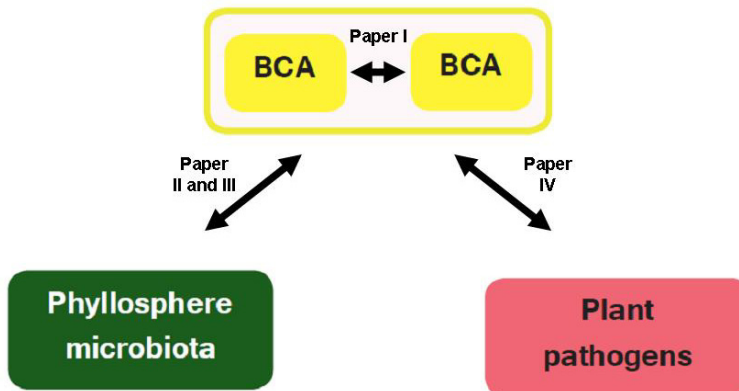 Paper I
BCA
BCA
Paper
II and III
Paper
IV
Phyllosphere
microbiota
Plant
pathogens